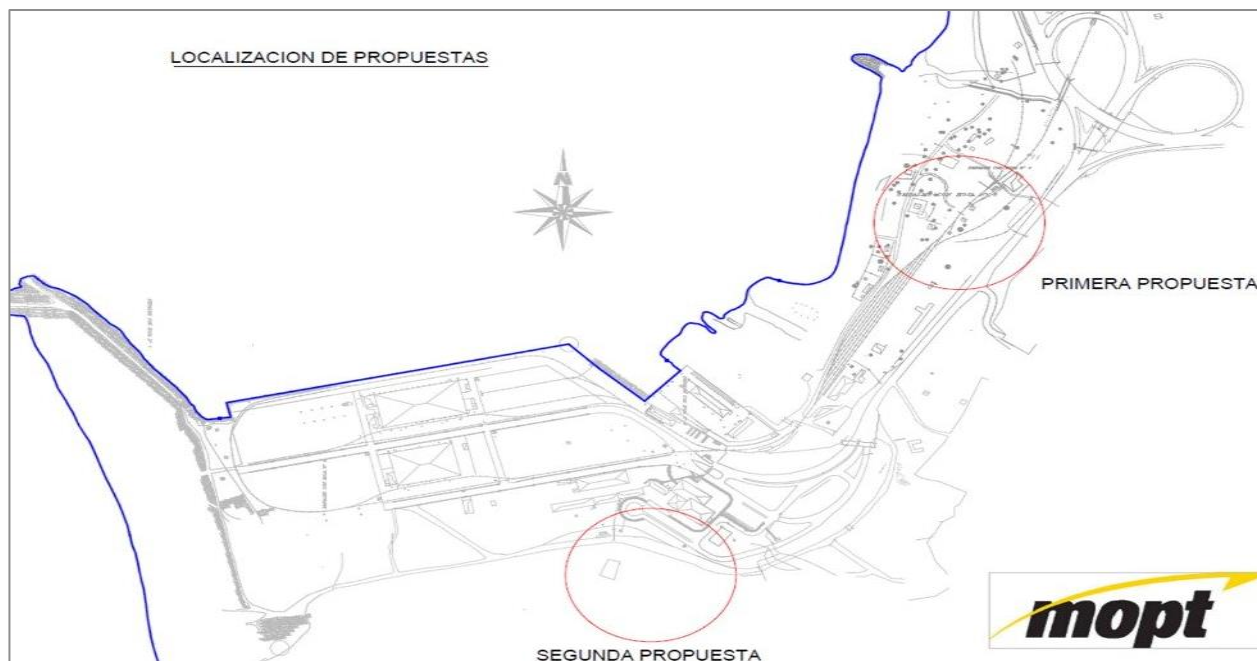 LOCALIZACION DE PROPUESTAS
N
PRIMERA PROPUESTA
SEGUNDA PROPUESTA
mopt